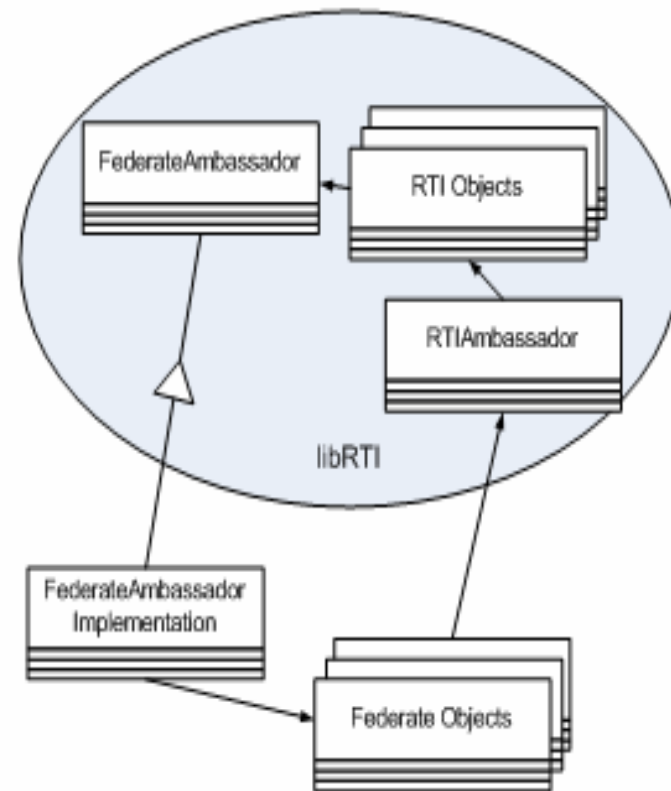 FederateAmbassador
RTI Objects
RTIAmbassador
libRTI
FederateAmbassador
Implementation
Federate Objects